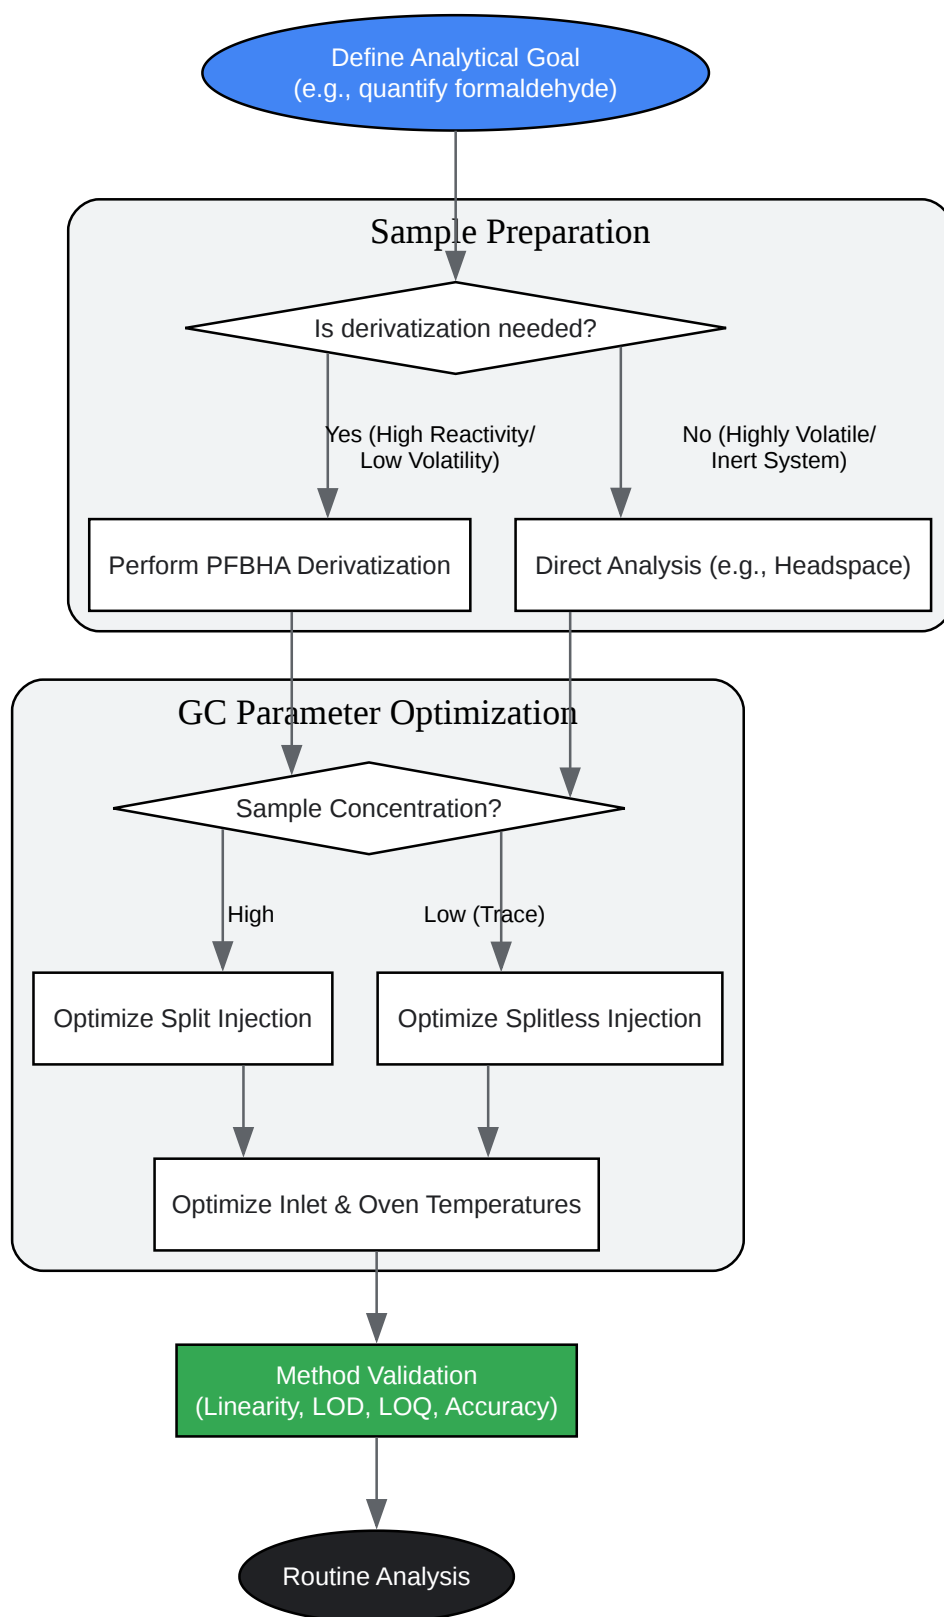 Define Analytical Goal
(e.g., quantify formaldehyde)
Sample Preparation
Is derivatization needed?
Yes (High Reactivity/
Low Volatility)
No (Highly Volatile/
Inert System)
Perform PFBHA Derivatization
Direct Analysis (e.g., Headspace)
GC Parameter Optimization
Sample Concentration?
High
Low (Trace)
Optimize Split Injection
Optimize Splitless Injection
Optimize Inlet & Oven Temperatures
Method Validation
(Linearity, LOD, LOQ, Accuracy)
Routine Analysis